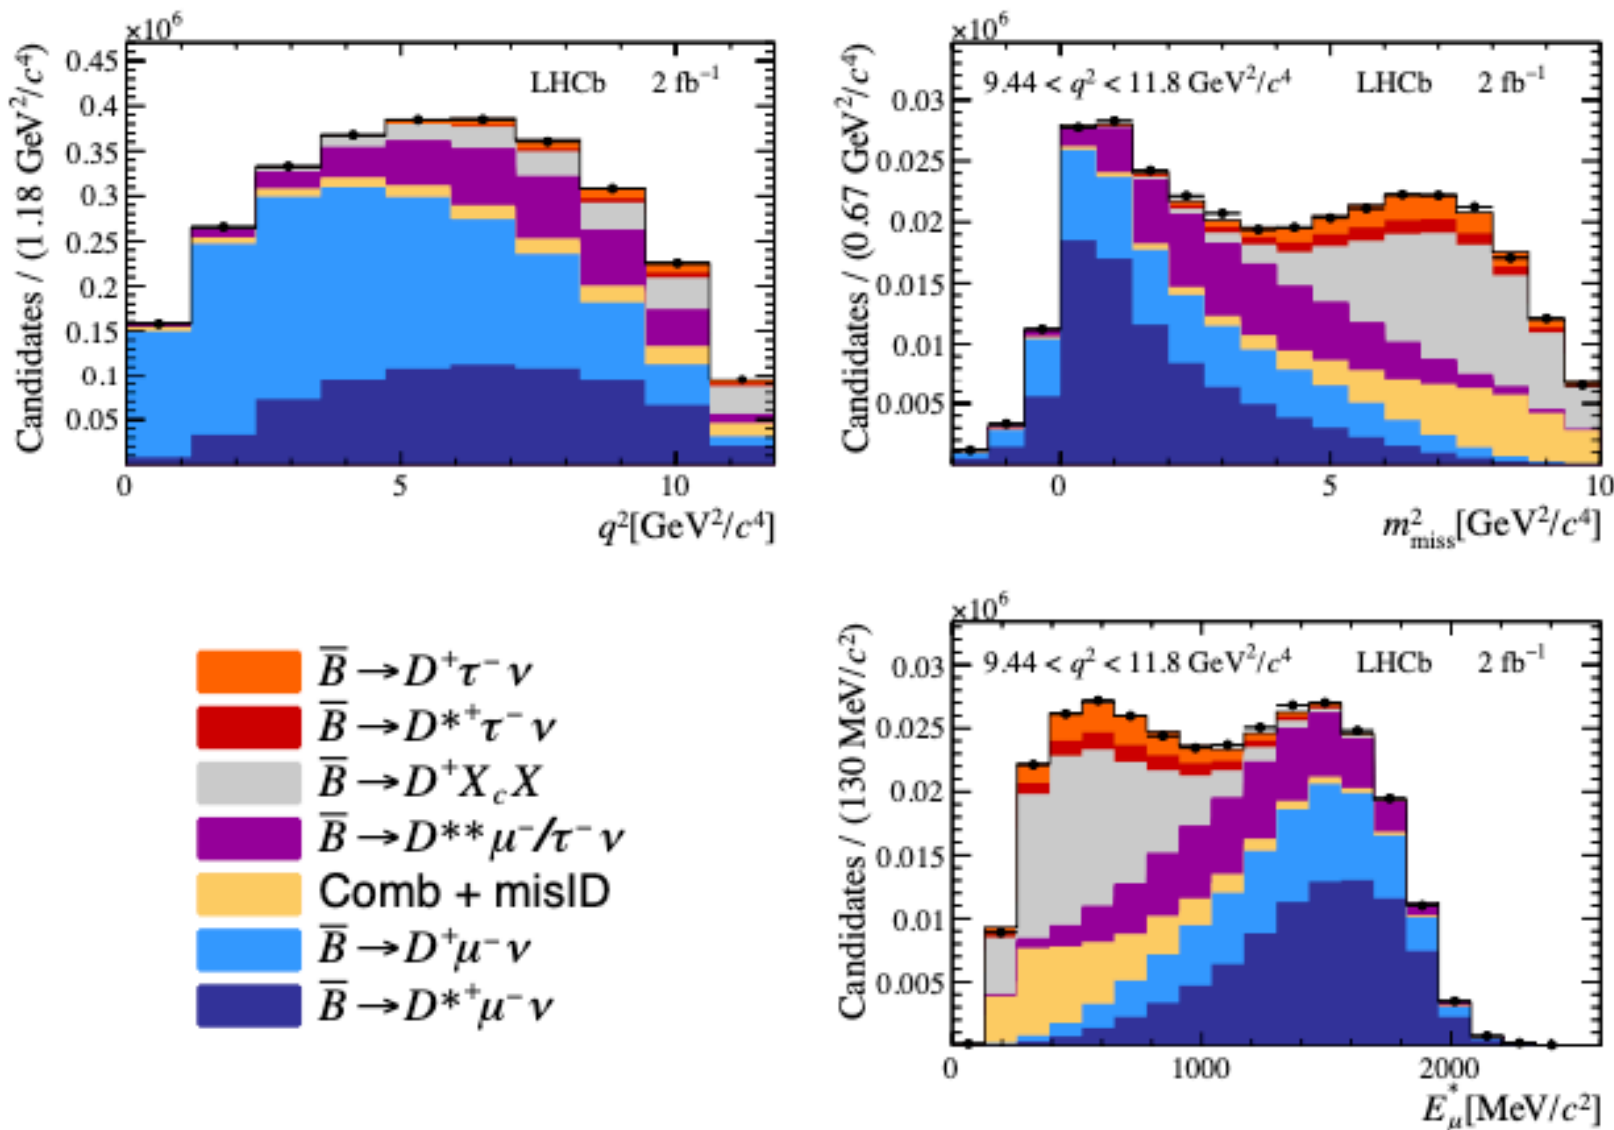 ×10⁶
Candidates / (1.18 GeV²/c⁴)
LHCb 2 fb⁻¹
0.45
0.4
0.35
0.3
0.25
0.2
0.15
0.1
0.05
0 5 10
q²[GeV²/c⁴]
×10⁶
Candidates / (0.67 GeV²/c⁴)
9.44 < q² < 11.8 GeV²/c⁴ LHCb 2 fb⁻¹
0.03
0.025
0.02
0.015
0.01
0.005
0 5 10
m²miss[GeV²/c⁴]
B̅→D⁺τ⁻ν
B̅→D*⁺τ⁻ν
B̅→D⁺X_cX
B̅→D**μ⁻/τ⁻ν
Comb + misID
B̅→D⁺μ⁻ν
B̅→D*⁺μ⁻ν
×10⁶
Candidates / (130 MeV/c²)
9.44 < q² < 11.8 GeV²/c⁴ LHCb 2 fb⁻¹
0.03
0.025
0.02
0.015
0.01
0.005
0 1000 2000
E*μ[MeV/c²]